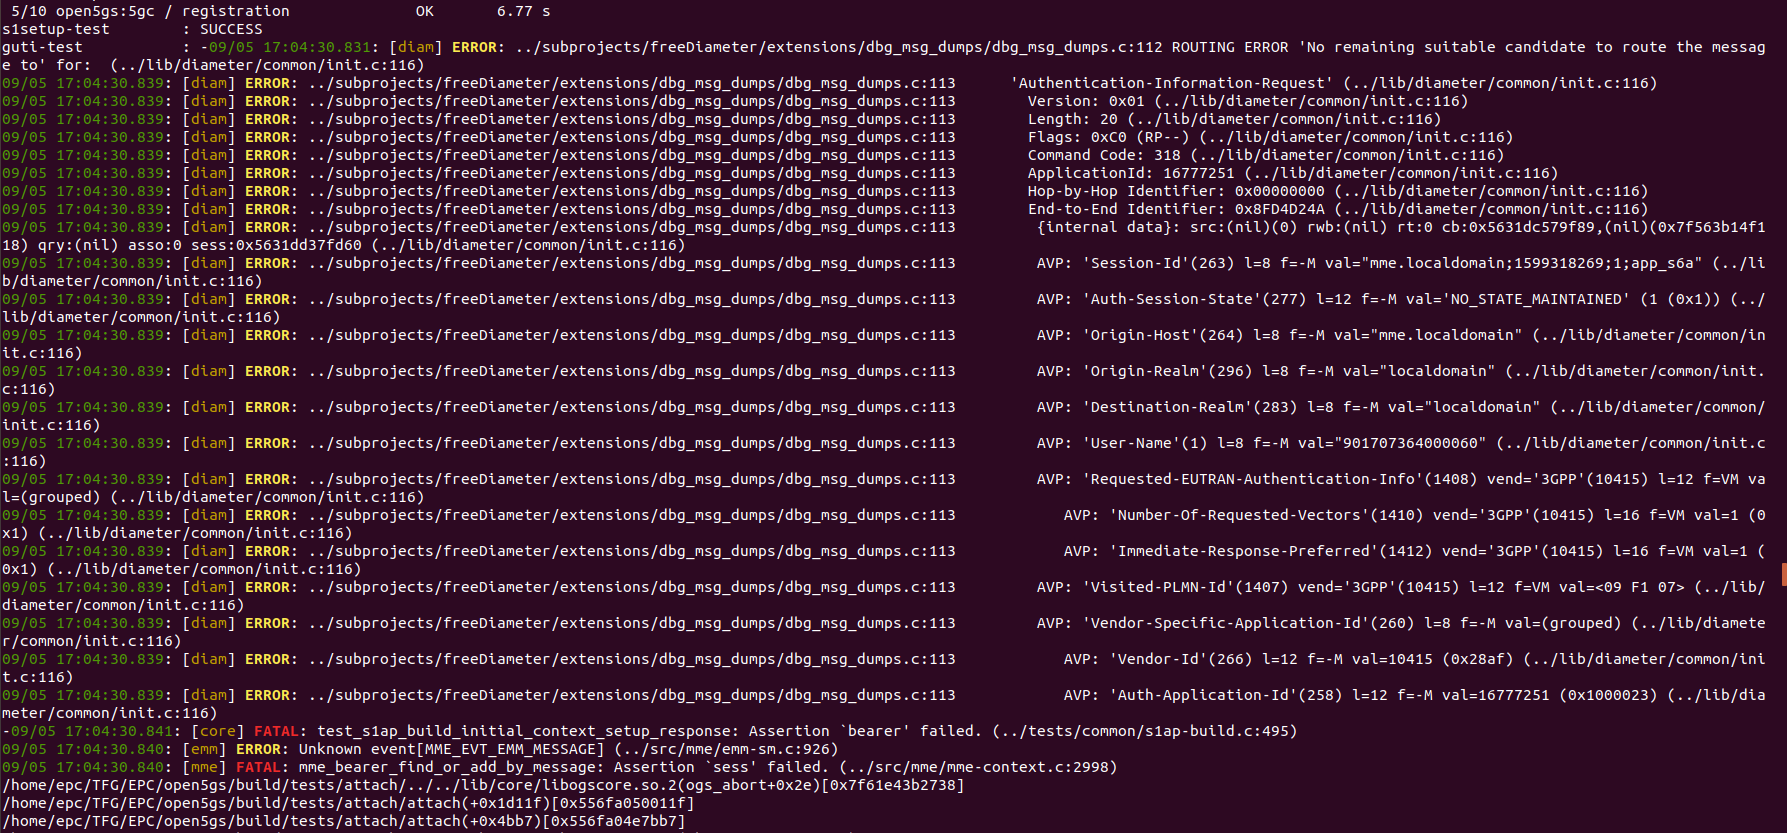 5/10 open5gs:5gc / registration              OK       6.77 s
s1setup-test        : SUCCESS
guti-test           : -09/05 17:04:30.831: [diam] ERROR: ../subprojects/freeDiameter/extensions/dbg_msg_dumps/dbg_msg_dumps.c:112 ROUTING ERROR 'No remaining suitable candidate to route the messag
e to' for:  (../lib/diameter/common/init.c:116)
09/05 17:04:30.839: [diam] ERROR: ../subprojects/freeDiameter/extensions/dbg_msg_dumps/dbg_msg_dumps.c:113      'Authentication-Information-Request' (../lib/diameter/common/init.c:116)
09/05 17:04:30.839: [diam] ERROR: ../subprojects/freeDiameter/extensions/dbg_msg_dumps/dbg_msg_dumps.c:113        Version: 0x01 (../lib/diameter/common/init.c:116)
09/05 17:04:30.839: [diam] ERROR: ../subprojects/freeDiameter/extensions/dbg_msg_dumps/dbg_msg_dumps.c:113        Length: 20 (../lib/diameter/common/init.c:116)
09/05 17:04:30.839: [diam] ERROR: ../subprojects/freeDiameter/extensions/dbg_msg_dumps/dbg_msg_dumps.c:113        Flags: 0xC0 (RP--) (../lib/diameter/common/init.c:116)
09/05 17:04:30.839: [diam] ERROR: ../subprojects/freeDiameter/extensions/dbg_msg_dumps/dbg_msg_dumps.c:113        Command Code: 318 (../lib/diameter/common/init.c:116)
09/05 17:04:30.839: [diam] ERROR: ../subprojects/freeDiameter/extensions/dbg_msg_dumps/dbg_msg_dumps.c:113        ApplicationId: 16777251 (../lib/diameter/common/init.c:116)
09/05 17:04:30.839: [diam] ERROR: ../subprojects/freeDiameter/extensions/dbg_msg_dumps/dbg_msg_dumps.c:113        Hop-by-Hop Identifier: 0x00000000 (../lib/diameter/common/init.c:116)
09/05 17:04:30.839: [diam] ERROR: ../subprojects/freeDiameter/extensions/dbg_msg_dumps/dbg_msg_dumps.c:113        End-to-End Identifier: 0x8FD4D24A (../lib/diameter/common/init.c:116)
09/05 17:04:30.839: [diam] ERROR: ../subprojects/freeDiameter/extensions/dbg_msg_dumps/dbg_msg_dumps.c:113         {internal data}: src:(nil)(0) rwb:(nil) rt:0 cb:0x5631dc579f89,(nil)(0x7f563b14f1
18) qry:(nil) asso:0 sess:0x5631dd37fd60 (../lib/diameter/common/init.c:116)
09/05 17:04:30.839: [diam] ERROR: ../subprojects/freeDiameter/extensions/dbg_msg_dumps/dbg_msg_dumps.c:113         AVP: 'Session-Id'(263) l=8 f=-M val="mme.localdomain;1599318269;1;app_s6a" (../li
b/diameter/common/init.c:116)
09/05 17:04:30.839: [diam] ERROR: ../subprojects/freeDiameter/extensions/dbg_msg_dumps/dbg_msg_dumps.c:113         AVP: 'Auth-Session-State'(277) l=12 f=-M val='NO_STATE_MAINTAINED' (1 (0x1)) (../
lib/diameter/common/init.c:116)
09/05 17:04:30.839: [diam] ERROR: ../subprojects/freeDiameter/extensions/dbg_msg_dumps/dbg_msg_dumps.c:113         AVP: 'Origin-Host'(264) l=8 f=-M val="mme.localdomain" (../lib/diameter/common/in
it.c:116)
09/05 17:04:30.839: [diam] ERROR: ../subprojects/freeDiameter/extensions/dbg_msg_dumps/dbg_msg_dumps.c:113         AVP: 'Origin-Realm'(296) l=8 f=-M val="localdomain" (../lib/diameter/common/init.
c:116)
09/05 17:04:30.839: [diam] ERROR: ../subprojects/freeDiameter/extensions/dbg_msg_dumps/dbg_msg_dumps.c:113         AVP: 'Destination-Realm'(283) l=8 f=-M val="localdomain" (../lib/diameter/common/
init.c:116)
09/05 17:04:30.839: [diam] ERROR: ../subprojects/freeDiameter/extensions/dbg_msg_dumps/dbg_msg_dumps.c:113         AVP: 'User-Name'(1) l=8 f=-M val="901707364000060" (../lib/diameter/common/init.c
:116)
09/05 17:04:30.839: [diam] ERROR: ../subprojects/freeDiameter/extensions/dbg_msg_dumps/dbg_msg_dumps.c:113         AVP: 'Requested-EUTRAN-Authentication-Info'(1408) vend='3GPP'(10415) l=12 f=VM va
l=(grouped) (../lib/diameter/common/init.c:116)
09/05 17:04:30.839: [diam] ERROR: ../subprojects/freeDiameter/extensions/dbg_msg_dumps/dbg_msg_dumps.c:113            AVP: 'Number-Of-Requested-Vectors'(1410) vend='3GPP'(10415) l=16 f=VM val=1 (0
x1) (../lib/diameter/common/init.c:116)
09/05 17:04:30.839: [diam] ERROR: ../subprojects/freeDiameter/extensions/dbg_msg_dumps/dbg_msg_dumps.c:113            AVP: 'Immediate-Response-Preferred'(1412) vend='3GPP'(10415) l=16 f=VM val=1 (
0x1) (../lib/diameter/common/init.c:116)
09/05 17:04:30.839: [diam] ERROR: ../subprojects/freeDiameter/extensions/dbg_msg_dumps/dbg_msg_dumps.c:113         AVP: 'Visited-PLMN-Id'(1407) vend='3GPP'(10415) l=12 f=VM val=<09 F1 07> (../lib/
diameter/common/init.c:116)
09/05 17:04:30.839: [diam] ERROR: ../subprojects/freeDiameter/extensions/dbg_msg_dumps/dbg_msg_dumps.c:113         AVP: 'Vendor-Specific-Application-Id'(260) l=8 f=-M val=(grouped) (../lib/diamete
r/common/init.c:116)
09/05 17:04:30.839: [diam] ERROR: ../subprojects/freeDiameter/extensions/dbg_msg_dumps/dbg_msg_dumps.c:113            AVP: 'Vendor-Id'(266) l=12 f=-M val=10415 (0x28af) (../lib/diameter/common/ini
t.c:116)
09/05 17:04:30.839: [diam] ERROR: ../subprojects/freeDiameter/extensions/dbg_msg_dumps/dbg_msg_dumps.c:113            AVP: 'Auth-Application-Id'(258) l=12 f=-M val=16777251 (0x1000023) (../lib/dia
meter/common/init.c:116)
-09/05 17:04:30.841: [core] FATAL: test_s1ap_build_initial_context_setup_response: Assertion `bearer' failed. (../tests/common/s1ap-build.c:495)
09/05 17:04:30.840: [emm] ERROR: Unknown event[MME_EVT_EMM_MESSAGE] (../src/mme/emm-sm.c:926)
09/05 17:04:30.840: [mme] FATAL: mme_bearer_find_or_add_by_message: Assertion `sess' failed. (../src/mme/mme-context.c:2998)
/home/epc/TFG/EPC/open5gs/build/tests/attach/../../lib/core/libogscore.so.2(ogs_abort+0x2e)[0x7f61e43b2738]
/home/epc/TFG/EPC/open5gs/build/tests/attach/attach(+0x1d11f)[0x556fa050011f]
/home/epc/TFG/EPC/open5gs/build/tests/attach/attach(+0x4bb7)[0x556fa04e7bb7]